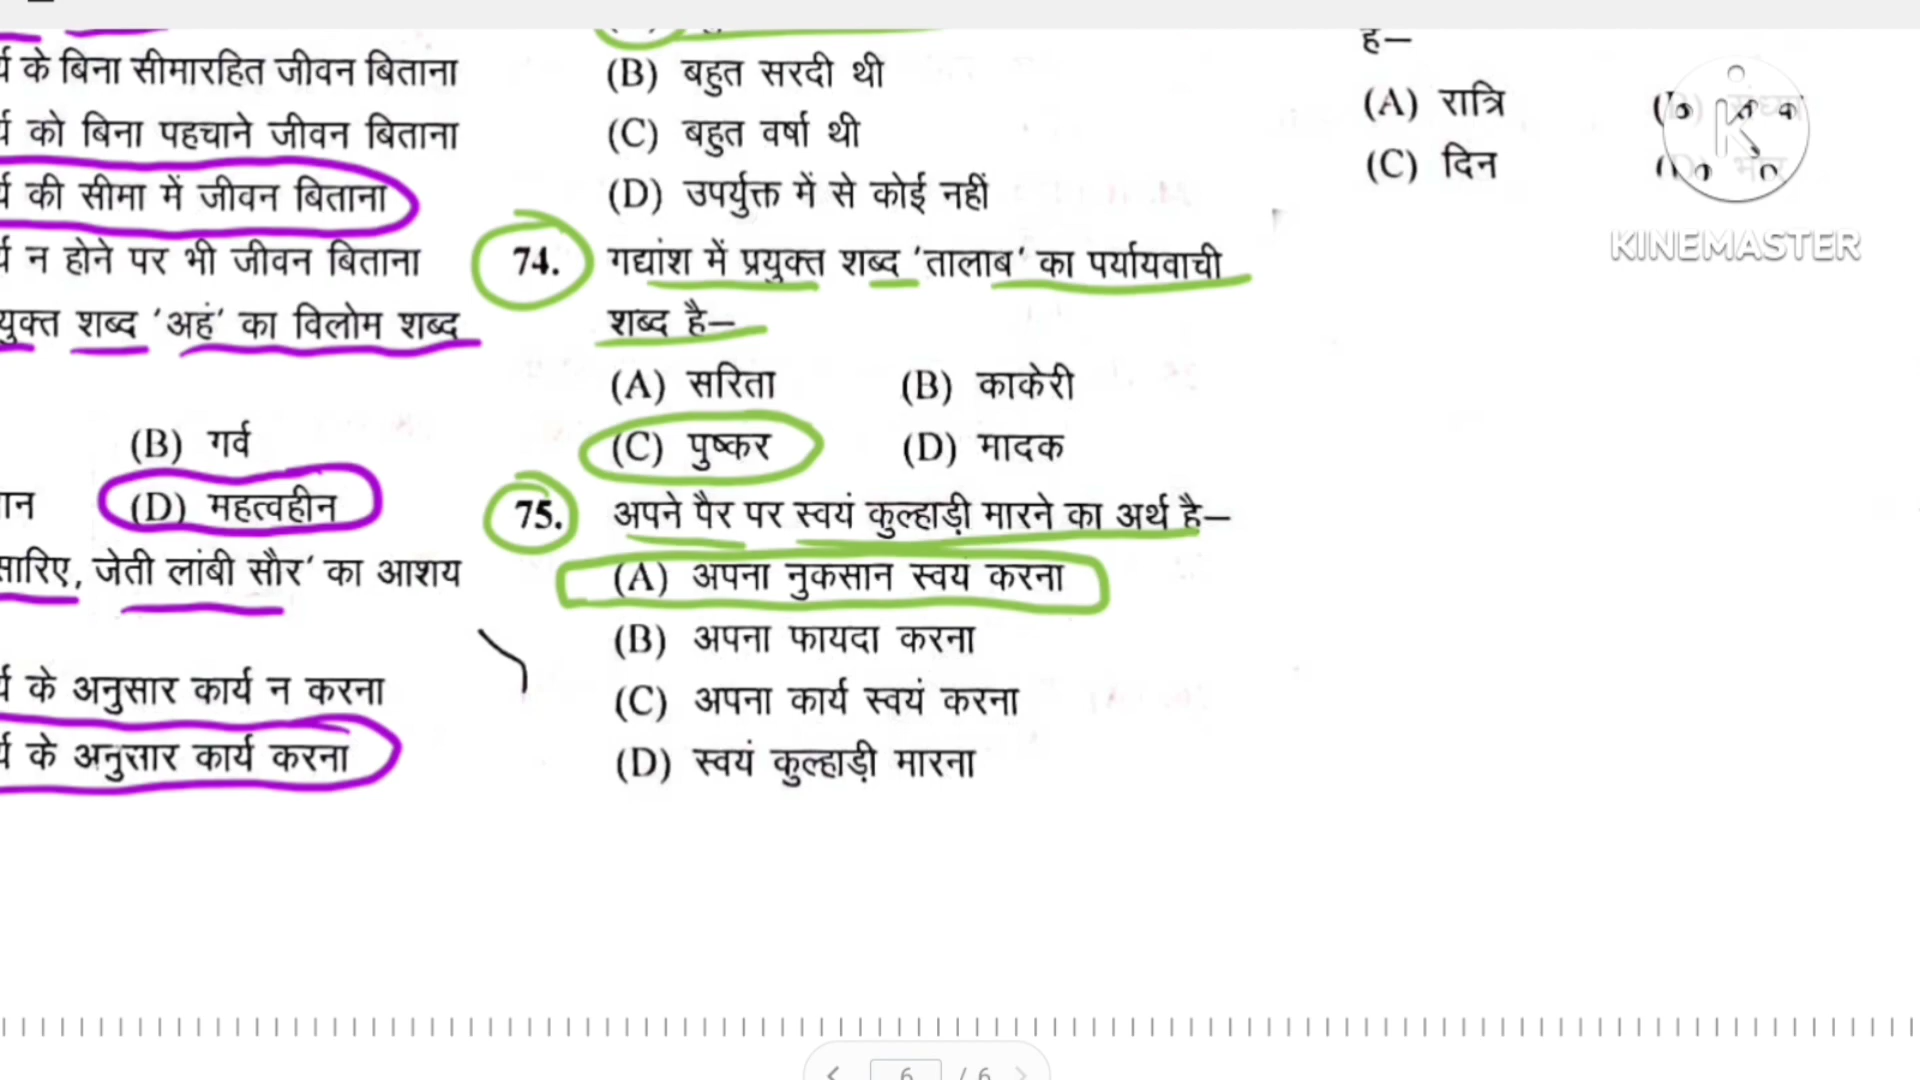 र्य के बिना सीमारहित जीवन बिताना
र्य को बिना पहचाने जीवन बिताना
र्य की सीमा में जीवन बिताना
र्य न होने पर भी जीवन बिताना
युक्त शब्द 'अहं' का विलोम शब्द
(B) गर्व
ान (D) महत्वहीन
सारिए, जेती लांबी सौर' का आशय
र्य के अनुसार कार्य न करना
र्य के अनुसार कार्य करना
(B) बहुत सरदी थी
(C) बहुत वर्षा थी
(D) उपर्युक्त में से कोई नहीं
74. गद्यांश में प्रयुक्त शब्द 'तालाब' का पर्यायवाची
शब्द है–
(A) सरिता (B) काकेरी
(C) पुष्कर (D) मादक
75. अपने पैर पर स्वयं कुल्हाड़ी मारने का अर्थ है–
(A) अपना नुकसान स्वयं करना
(B) अपना फायदा करना
(C) अपना कार्य स्वयं करना
(D) स्वयं कुल्हाड़ी मारना
है–
(A) रात्रि
(C) दिन
KINEMASTER
6 / 6